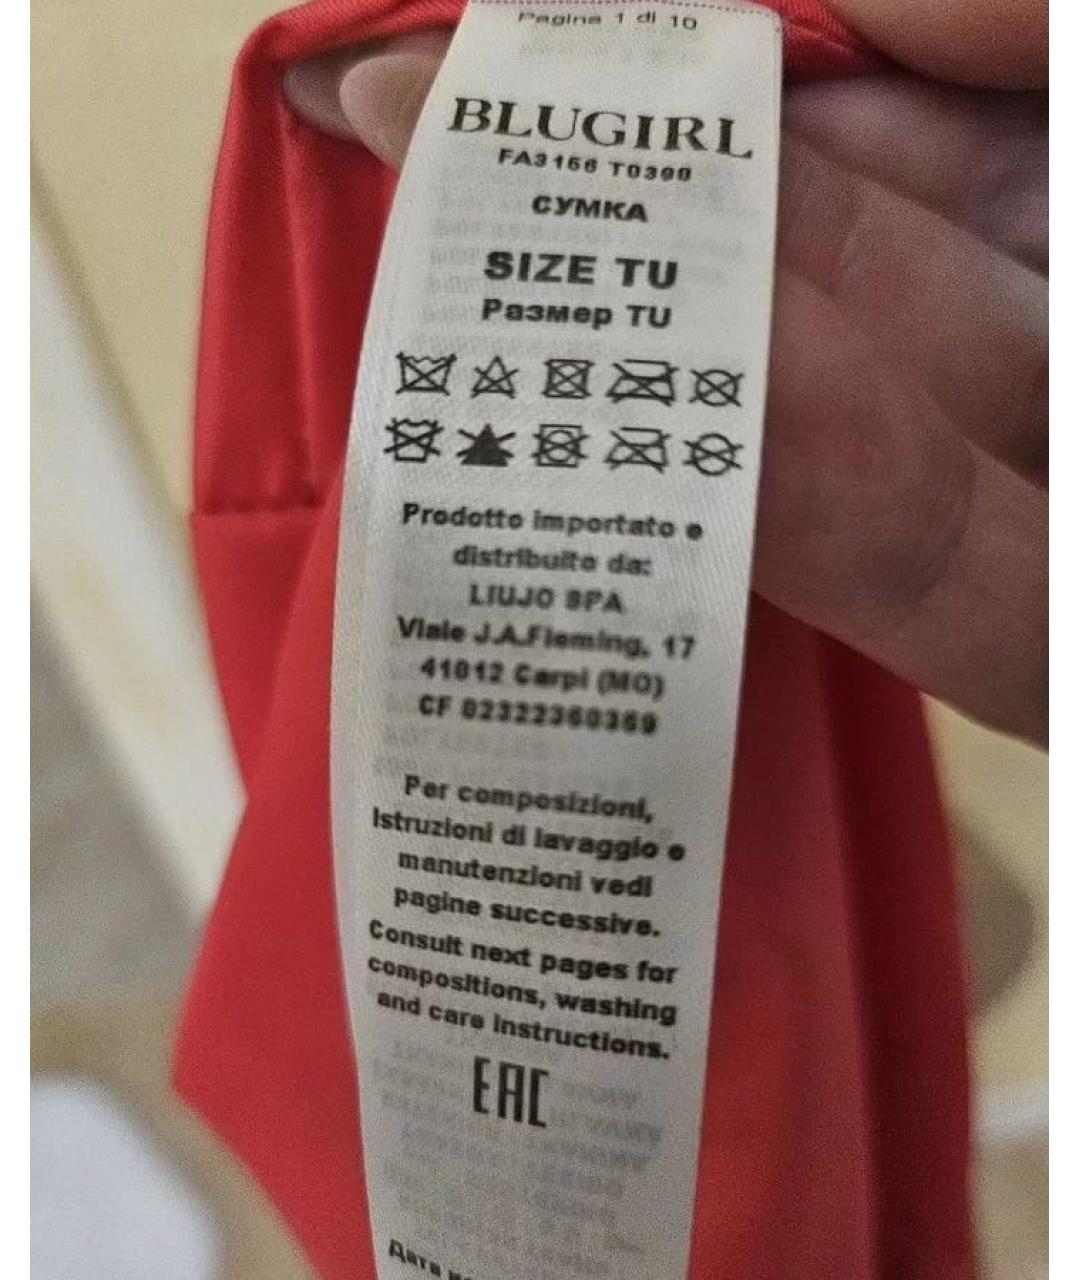 Pagina 1 di 10
BLUGIRL
FA3166 T0300
СУМКА
SIZE TU
Размер TU
Prodotto importato e
distribuito da:
LIUJO SPA
Viale J.A.Fleming, 17
41012 Carpi (MO)
CF 02322360369
Per composizioni,
istruzioni di lavaggio e
manutenzioni vedi
pagine successive.
Consult next pages for
compositions, washing
and care instructions.
EAC
Дата